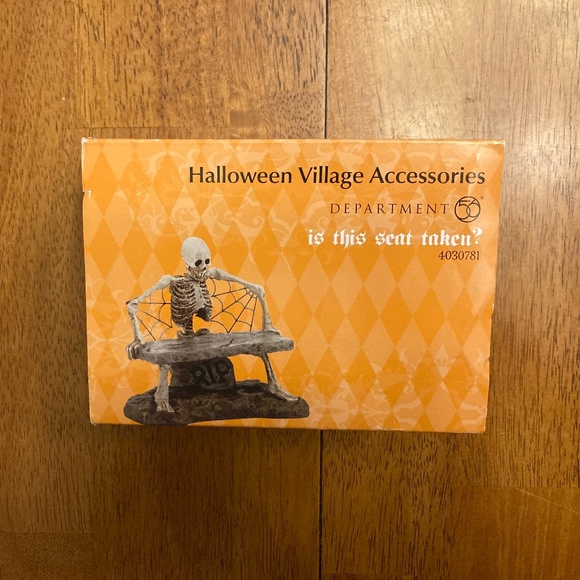 Halloween Village Accessories
DEPARTMENT 56
is this seat taken?
4030781
RIP